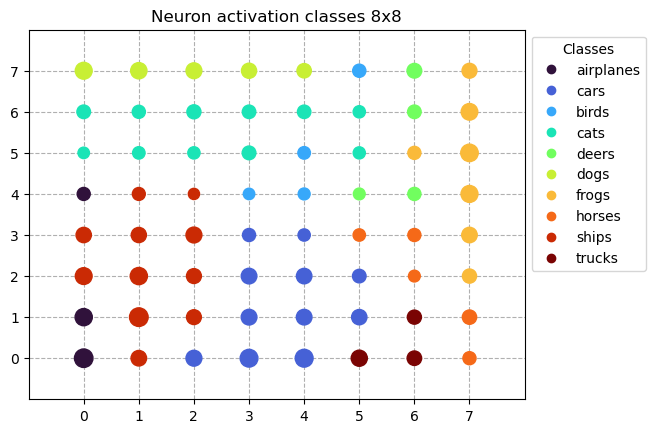 Neuron activation classes 8x8
7
6
5
4
3
2
1
0
0 1 2 3 4 5 6 7
Classes
airplanes
cars
birds
cats
deers
dogs
frogs
horses
ships
trucks